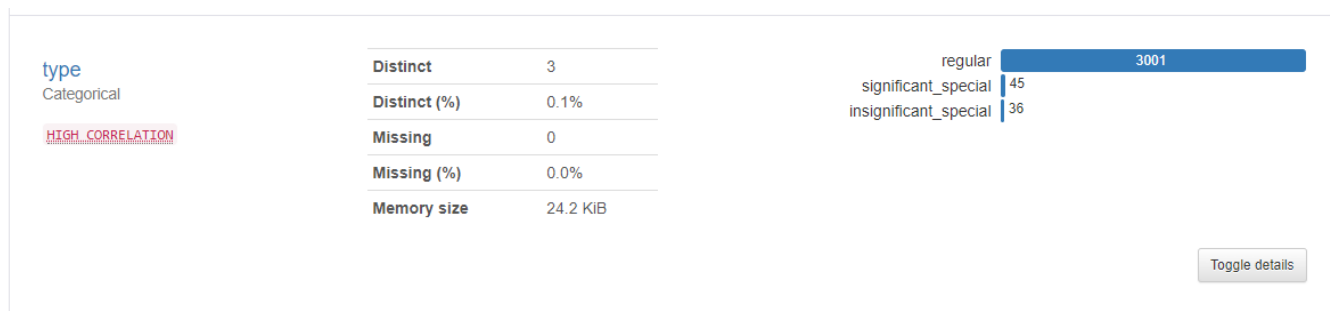 type
Categorical
HIGH CORRELATION
Distinct 3
Distinct (%) 0.1%
Missing 0
Missing (%) 0.0%
Memory size 24.2 KiB
regular 3001
significant_special 45
insignificant_special 36
Toggle details